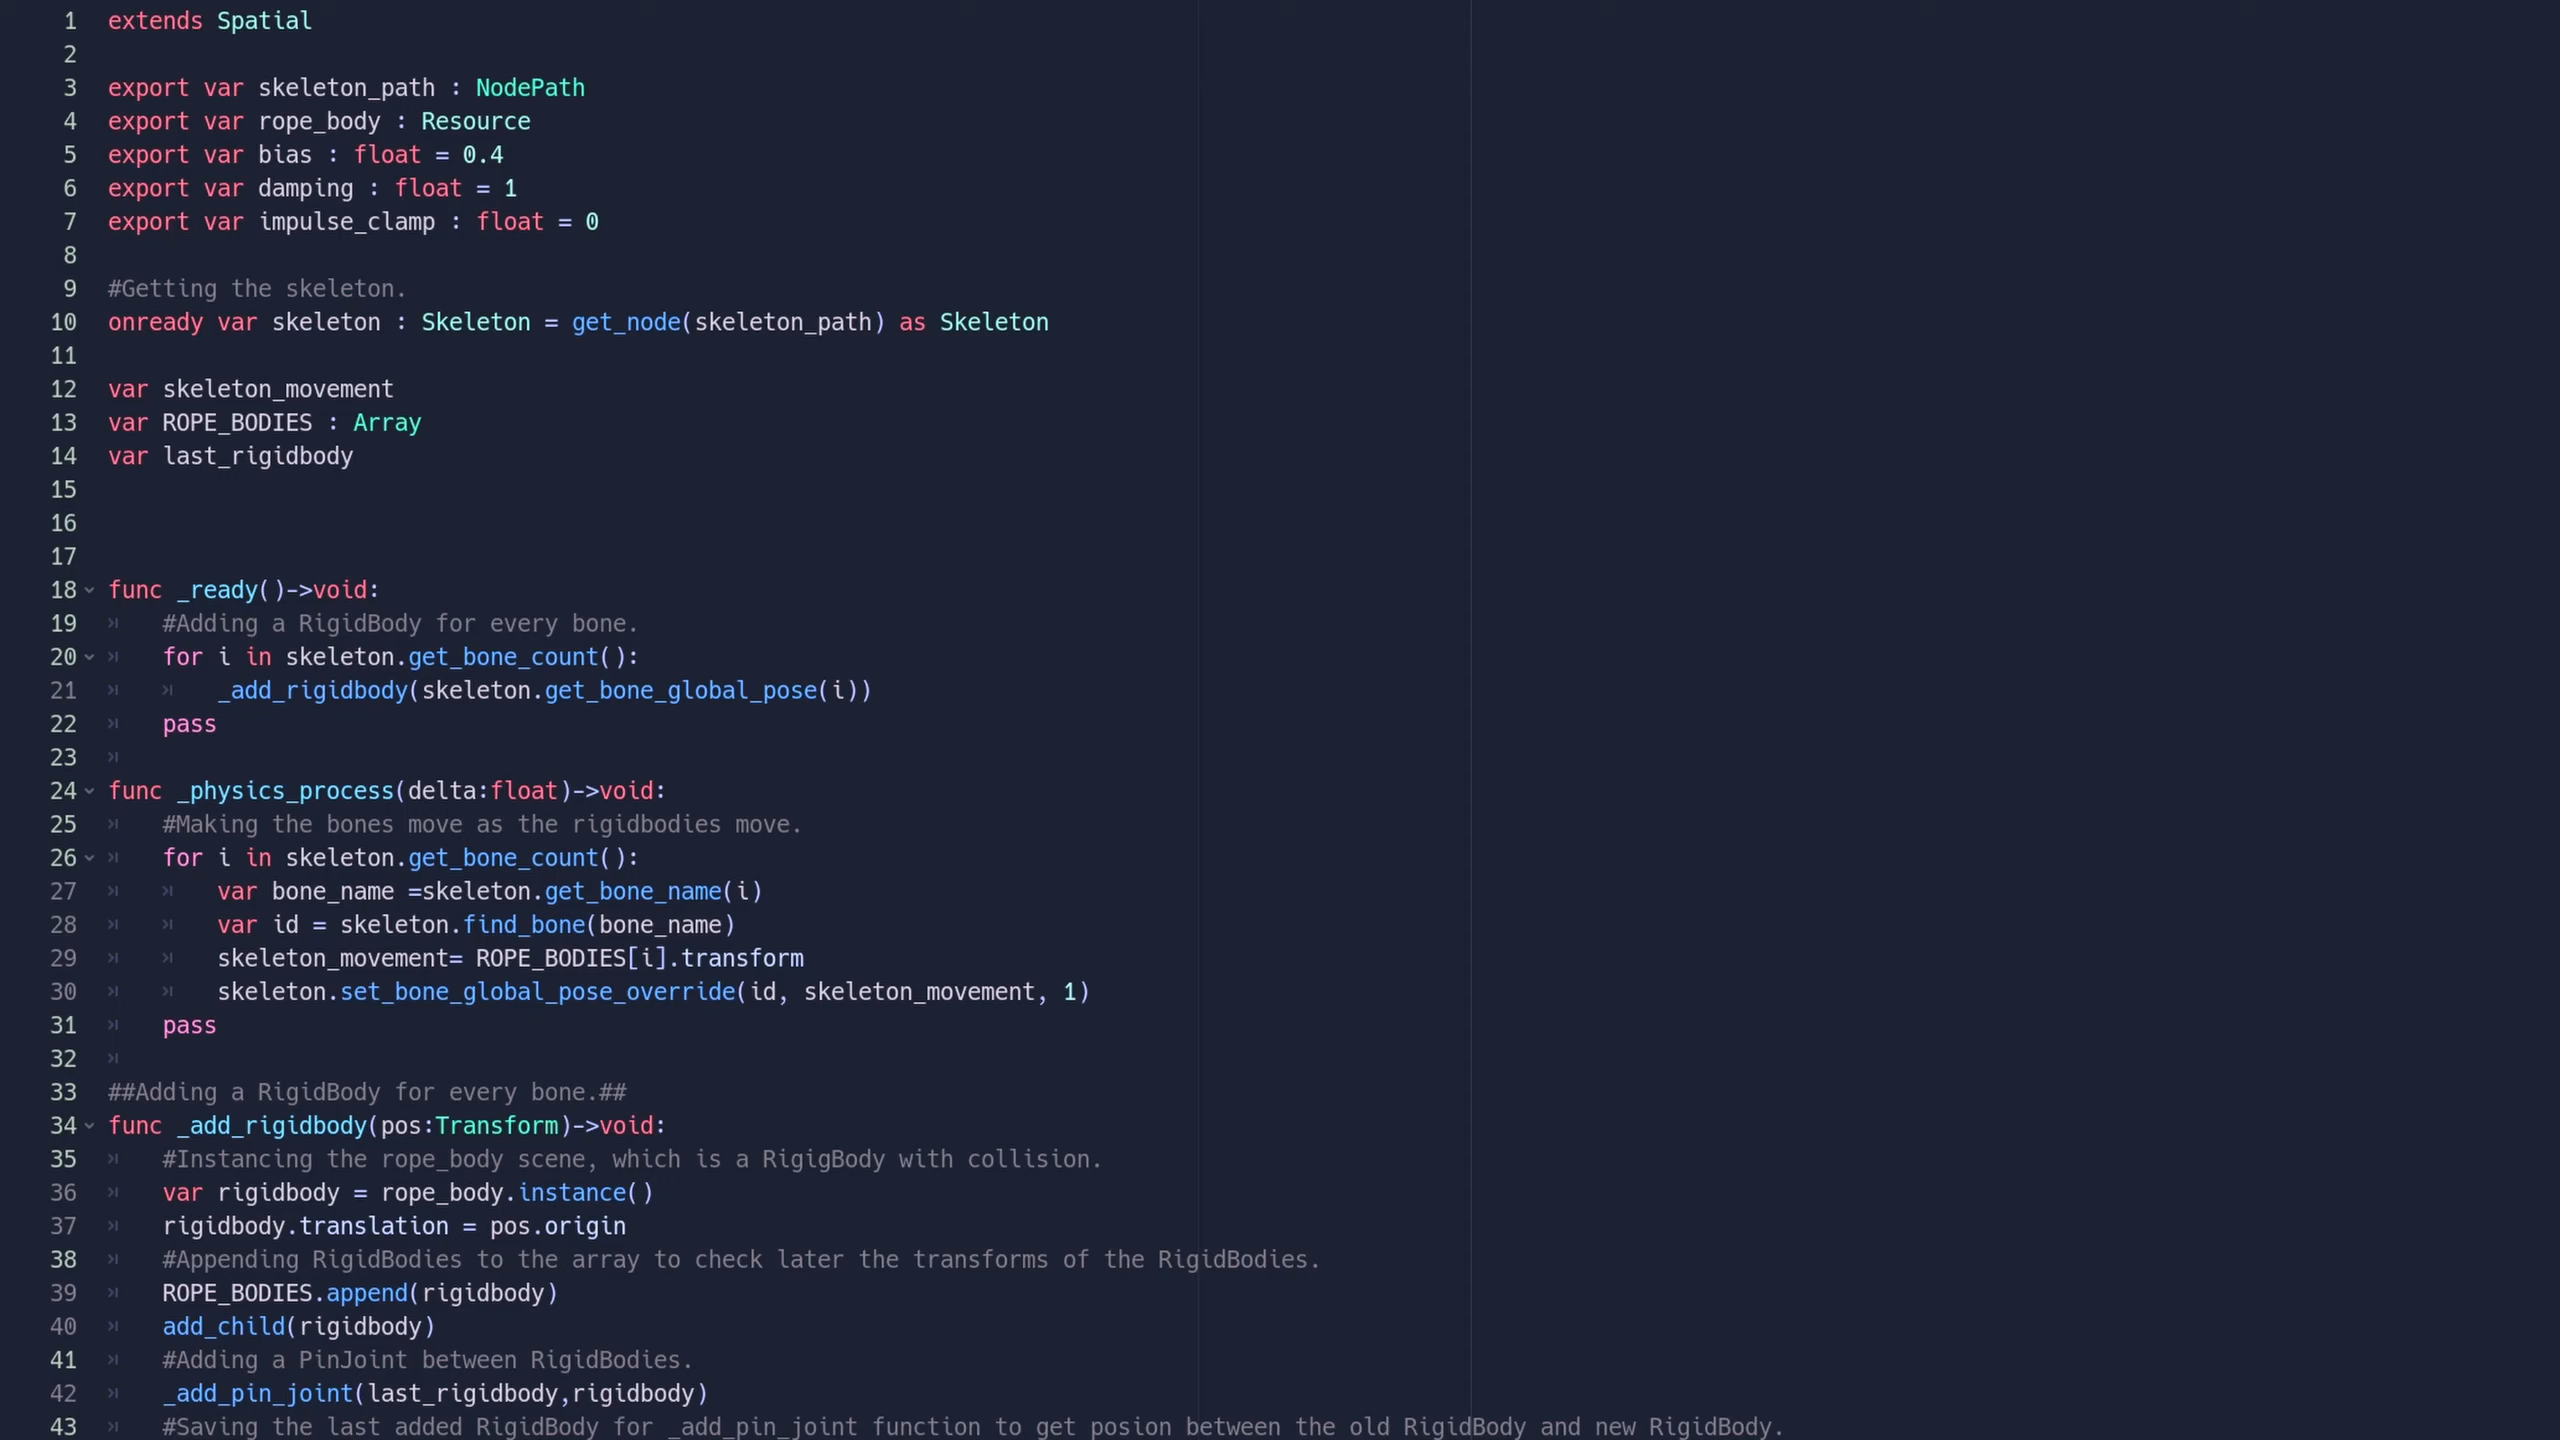 1 extends Spatial
2
3 export var skeleton_path : NodePath
4 export var rope_body : Resource
5 export var bias : float = 0.4
6 export var damping : float = 1
7 export var impulse_clamp : float = 0
8
9 #Getting the skeleton.
10 onready var skeleton : Skeleton = get_node(skeleton_path) as Skeleton
11
12 var skeleton_movement
13 var ROPE_BODIES : Array
14 var last_rigidbody
15
16
17
18 func _ready()->void:
19 #Adding a RigidBody for every bone.
20 for i in skeleton.get_bone_count():
21 _add_rigidbody(skeleton.get_bone_global_pose(i))
22 pass
23
24 func _physics_process(delta:float)->void:
25 #Making the bones move as the rigidbodies move.
26 for i in skeleton.get_bone_count():
27 var bone_name =skeleton.get_bone_name(i)
28 var id = skeleton.find_bone(bone_name)
29 skeleton_movement= ROPE_BODIES[i].transform
30 skeleton.set_bone_global_pose_override(id, skeleton_movement, 1)
31 pass
32
33 ##Adding a RigidBody for every bone.##
34 func _add_rigidbody(pos:Transform)->void:
35 #Instancing the rope_body scene, which is a RigigBody with collision.
36 var rigidbody = rope_body.instance()
37 rigidbody.translation = pos.origin
38 #Appending RigidBodies to the array to check later the transforms of the RigidBodies.
39 ROPE_BODIES.append(rigidbody)
40 add_child(rigidbody)
41 #Adding a PinJoint between RigidBodies.
42 _add_pin_joint(last_rigidbody,rigidbody)
43 #Saving the last added RigidBody for _add_pin_joint function to get posion between the old RigidBody and new RigidBody.